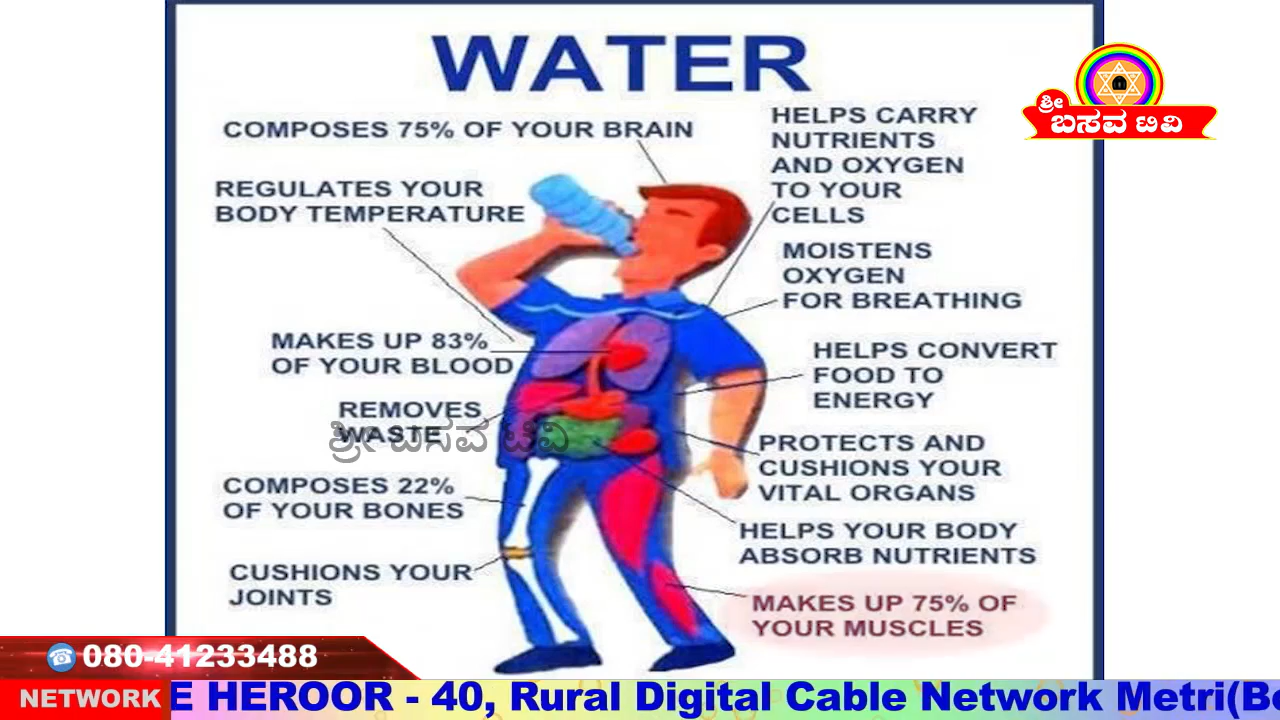 WATER
COMPOSES 75% OF YOUR BRAIN
REGULATES YOUR
BODY TEMPERATURE
MAKES UP 83%
OF YOUR BLOOD
REMOVES
WASTE
COMPOSES 22%
OF YOUR BONES
CUSHIONS YOUR
JOINTS
HELPS CARRY
NUTRIENTS
AND OXYGEN
TO YOUR
CELLS
MOISTENS
OXYGEN
FOR BREATHING
HELPS CONVERT
FOOD TO
ENERGY
PROTECTS AND
CUSHIONS YOUR
VITAL ORGANS
HELPS YOUR BODY
ABSORB NUTRIENTS
MAKES UP 75% OF
YOUR MUSCLES
ಶ್ರೀ
ಬಸವ ಟಿವಿ
ಶ್ರೀ ಬಸವ ಟಿವಿ
080-41233488
NETWORK
E HEROOR - 40, Rural Digital Cable Network Metri(Be